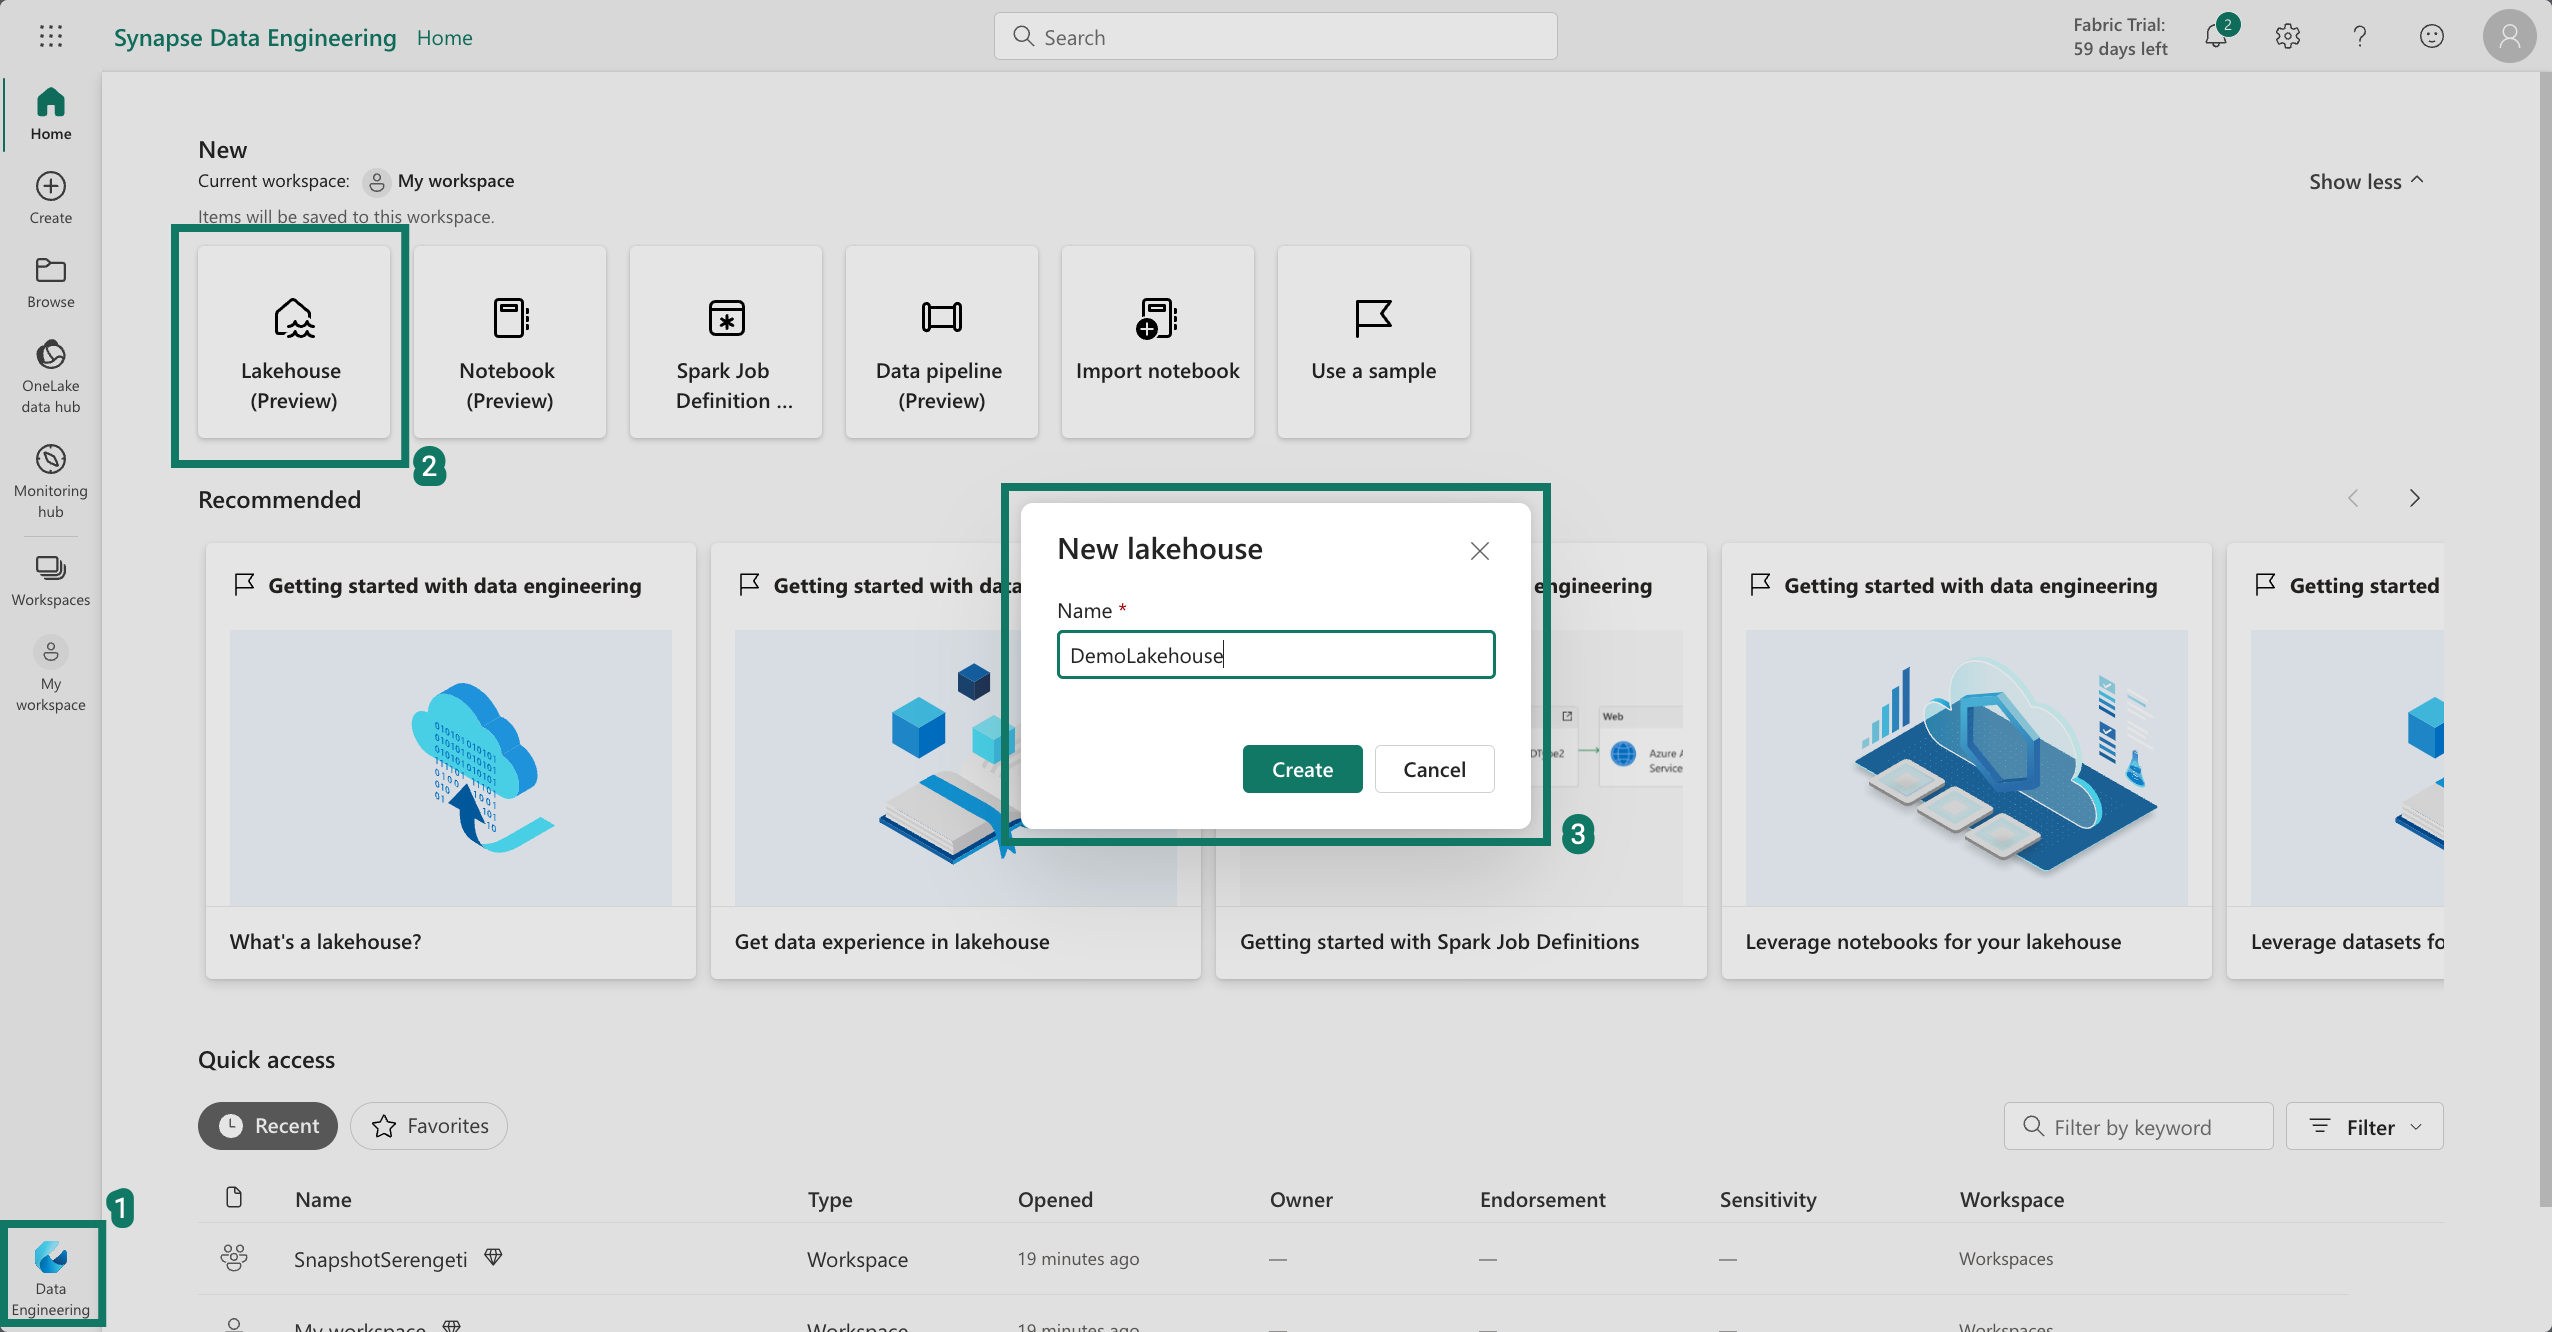 Synapse Data Engineering Home
Search
Fabric Trial:
59 days left
2
Home
Create
Browse
OneLake
data hub
Monitoring
hub
Workspaces
My
workspace
Data
Engineering
1
New
Current workspace: My workspace
Items will be saved to this workspace.
Show less
Lakehouse
(Preview)
Notebook
(Preview)
Spark Job
Definition ...
Data pipeline
(Preview)
Import notebook
Use a sample
2
Recommended
Getting started with data engineering
What's a lakehouse?
Getting started with data
Get data experience in lakehouse
engineering
Web
Azure
Service
Getting started with Spark Job Definitions
Getting started with data engineering
Leverage notebooks for your lakehouse
Getting started
Leverage datasets fo
New lakehouse
Name *
DemoLakehouse
Create
Cancel
3
Quick access
Recent
Favorites
Filter by keyword
Filter
Name Type Opened Owner Endorsement Sensitivity Workspace
SnapshotSerengeti Workspace 19 minutes ago — — — Workspaces
My workspace Workspace 19 minutes ago — — — Workspaces